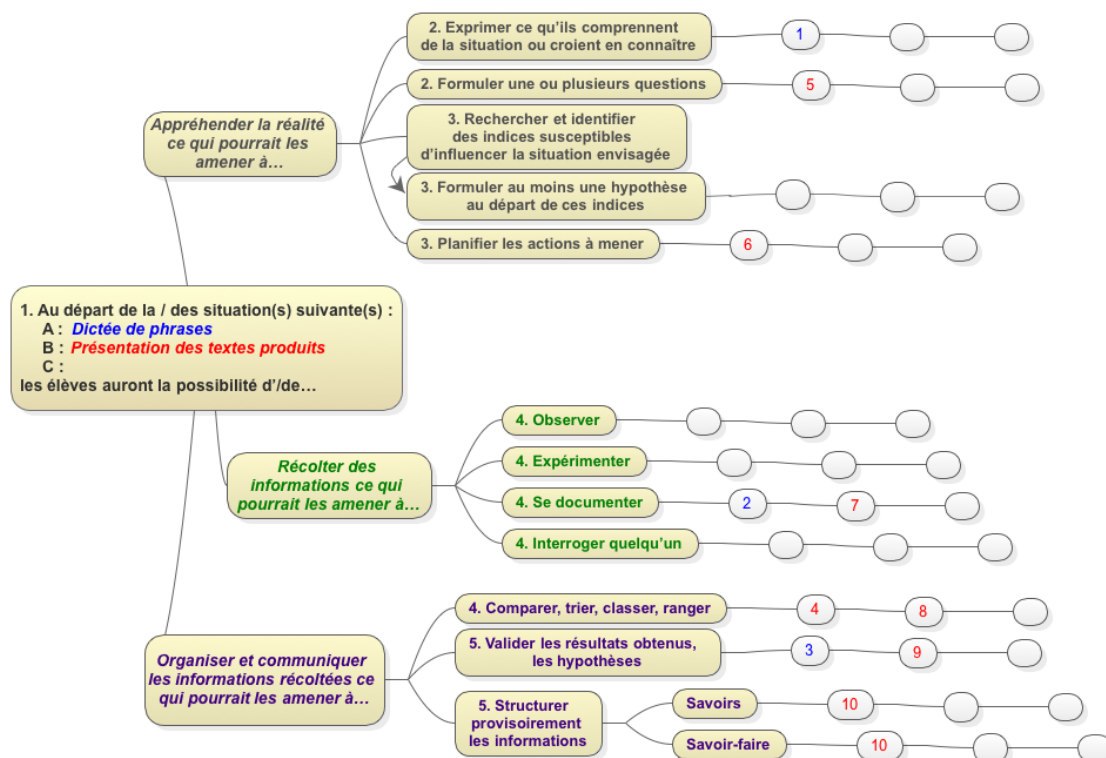 2. Exprimer ce qu’ils comprennent
de la situation ou croient en connaître
1
2. Formuler une ou plusieurs questions
5
Appréhender la réalité
ce qui pourrait les
amener à…
3. Rechercher et identifier
des indices susceptibles
d’influencer la situation envisagée
3. Formuler au moins une hypothèse
au départ de ces indices
3. Planifier les actions à mener
6
1. Au départ de la / des situation(s) suivante(s) :
A : Dictée de phrases
B : Présentation des textes produits
C :
les élèves auront la possibilité d’/de…
Récolter des
informations ce qui
pourrait les amener à…
4. Observer
4. Expérimenter
4. Se documenter
2
7
4. Interroger quelqu’un
Organiser et communiquer
les informations récoltées ce
qui pourrait les amener à…
4. Comparer, trier, classer, ranger
4
8
5. Valider les résultats obtenus,
les hypothèses
3
9
5. Structurer
provisoirement
les informations
Savoirs
10
Savoir-faire
10